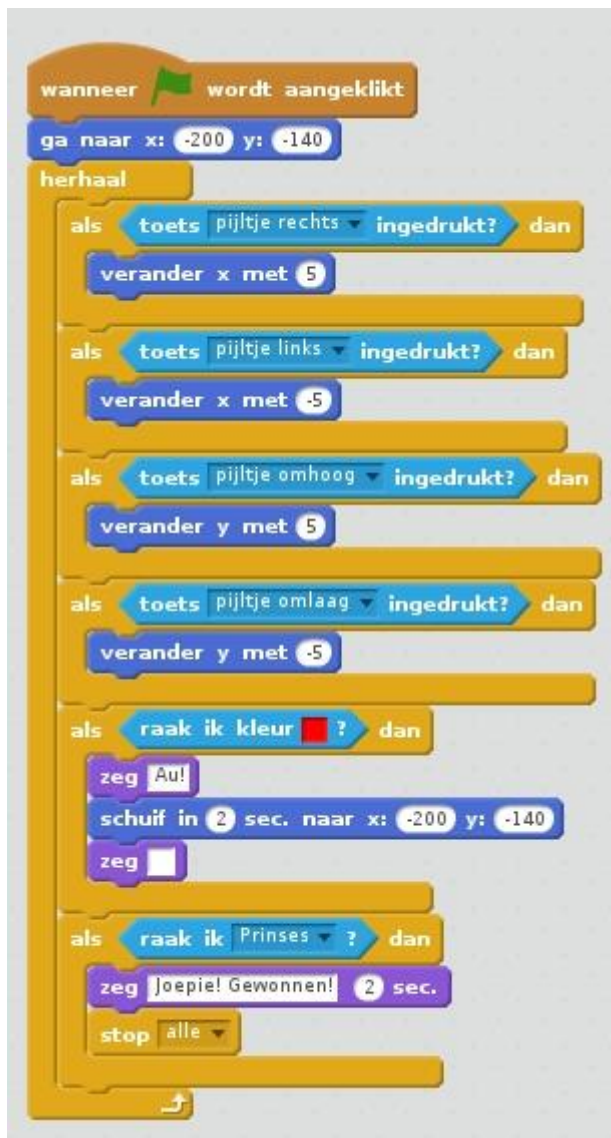 wanneer wordt aangeklikt
ga naar x: -200 y: -140
herhaal
als toets pijltje rechts ingedrukt? dan
verander x met 5
als toets pijltje links ingedrukt? dan
verander x met -5
als toets pijltje omhoog ingedrukt? dan
verander y met 5
als toets pijltje omlaag ingedrukt? dan
verander y met -5
als raak ik kleur ? dan
zeg Au!
schuif in 2 sec. naar x: -200 y: -140
zeg
als raak ik Prinses ? dan
zeg Joepie! Gewonnen! 2 sec.
stop alle